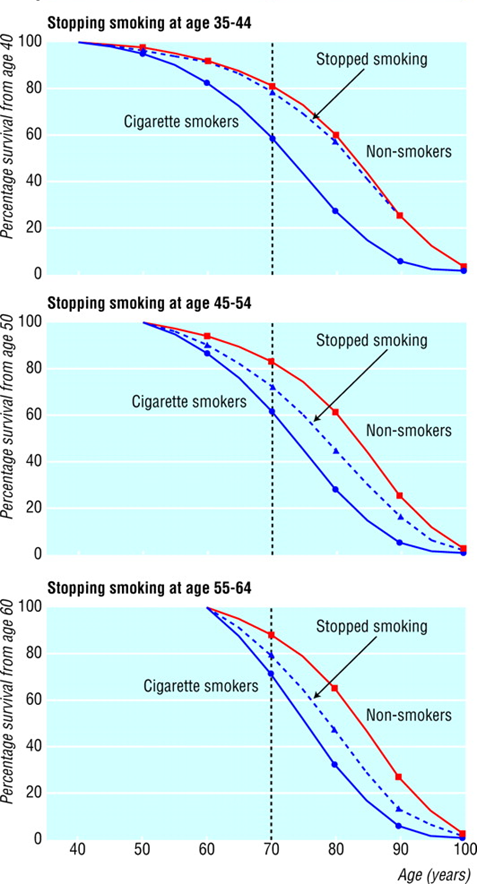 Stopping smoking at age 35-44
Percentage survival from age 40
100
80
60
40
20
0
Stopped smoking
Cigarette smokers
Non-smokers
Stopping smoking at age 45-54
Percentage survival from age 50
100
80
60
40
20
0
Stopped smoking
Cigarette smokers
Non-smokers
Stopping smoking at age 55-64
Percentage survival from age 60
100
80
60
40
20
0
Stopped smoking
Cigarette smokers
Non-smokers
40 50 60 70 80 90 100
Age (years)